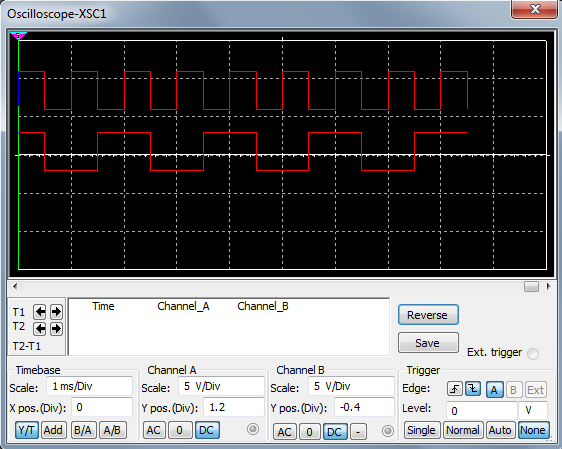 Oscilloscope-XSC1
Time Channel_A Channel_B
T1
T2
T2-T1
Reverse
Save
Ext. trigger
Timebase
Scale: 1 ms/Div
X pos.(Div): 0
Y/T Add B/A A/B
Channel A
Scale: 5 V/Div
Y pos.(Div): 1.2
AC 0 DC
Channel B
Scale: 5 V/Div
Y pos.(Div): -0.4
AC 0 DC -
Trigger
Edge: A B Ext
Level: 0 V
Single Normal Auto None